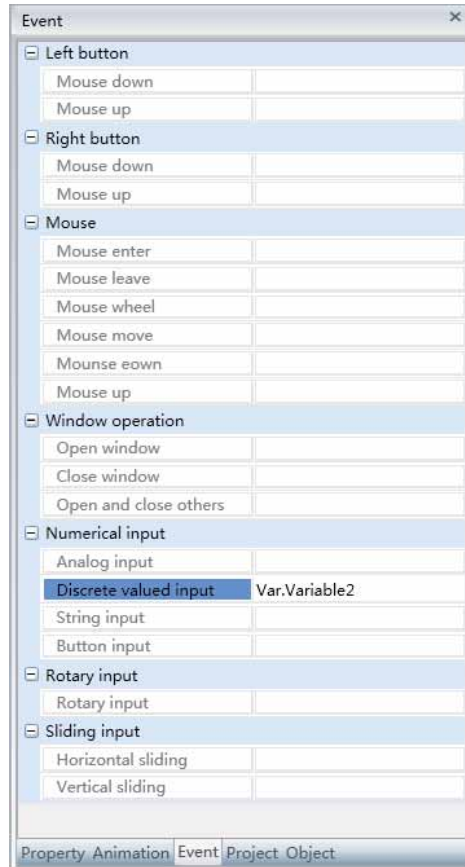 Event
Left button
Mouse down
Mouse up
Right button
Mouse down
Mouse up
Mouse
Mouse enter
Mouse leave
Mouse wheel
Mouse move
Mounse eown
Mouse up
Window operation
Open window
Close window
Open and close others
Numerical input
Analog input
Discrete valued input Var.Variable2
String input
Button input
Rotary input
Rotary input
Sliding input
Horizontal sliding
Vertical sliding
Property Animation Event Project Object